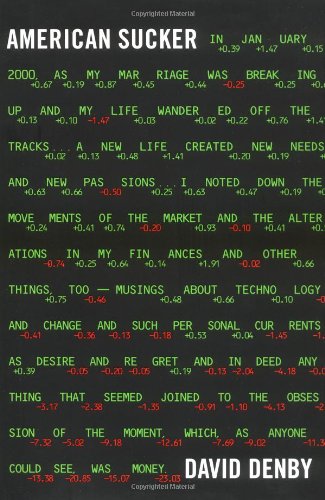 AMERICAN SUCKER IN JAN UARY
+0.39 +1.47 +0.15
2000, AS MY MAR RIAGE WAS BREAK ING
+0.67 +0.19 +0.87 +0.45 +0.44 -0.25 +0.25
UP AND MY LIFE WANDER ED OFF THE
+0.13 +0.10 -1.47 +0.03 +0.02 +0.22 +0.76 +1.47
TRACKS...A NEW LIFE CREATED NEW NEEDS
+0.02 +0.13 +0.48 +1.41 +0.20 +0.19
AND NEW PAS SIONS...I NOTED DOWN THE
+0.63 +0.66 -0.50 +0.25 +0.63 +0.47 +0.19
MOVE MENTS OF THE MARKET AND THE ALTER
+0.24 +0.41 +0.74 -0.20 +0.93 -0.10 +0.41
ATIONS IN MY FIN ANCES AND OTHER
-0.74 +0.25 +0.64 +0.14 +1.91 -0.02 +0.66
THINGS, TOO — MUSINGS ABOUT TECHNO LOGY
+0.75 -0.46 +0.48 +0.66 +0.10
AND CHANGE AND SUCH PER SONAL CUR RENTS
-0.41 -0.36 -0.13 -0.18 +0.53 +0.04 -1.45
AS DESIRE AND RE GRET AND IN DEED ANY
+0.39 -0.05 -0.20 -0.05 +0.19 -0.13 -2.04 -4.18
THING THAT SEEMED JOINED TO THE OBSES
-3.17 -2.38 -1.35 -0.91 -1.10 -4.13
SION OF THE MOMENT, WHICH, AS ANYONE
-7.32 -5.02 -9.18 -12.61 -7.69 -9.02
COULD SEE, WAS MONEY. DAVID DENBY
-13.38 -20.85 -15.07 -23.03